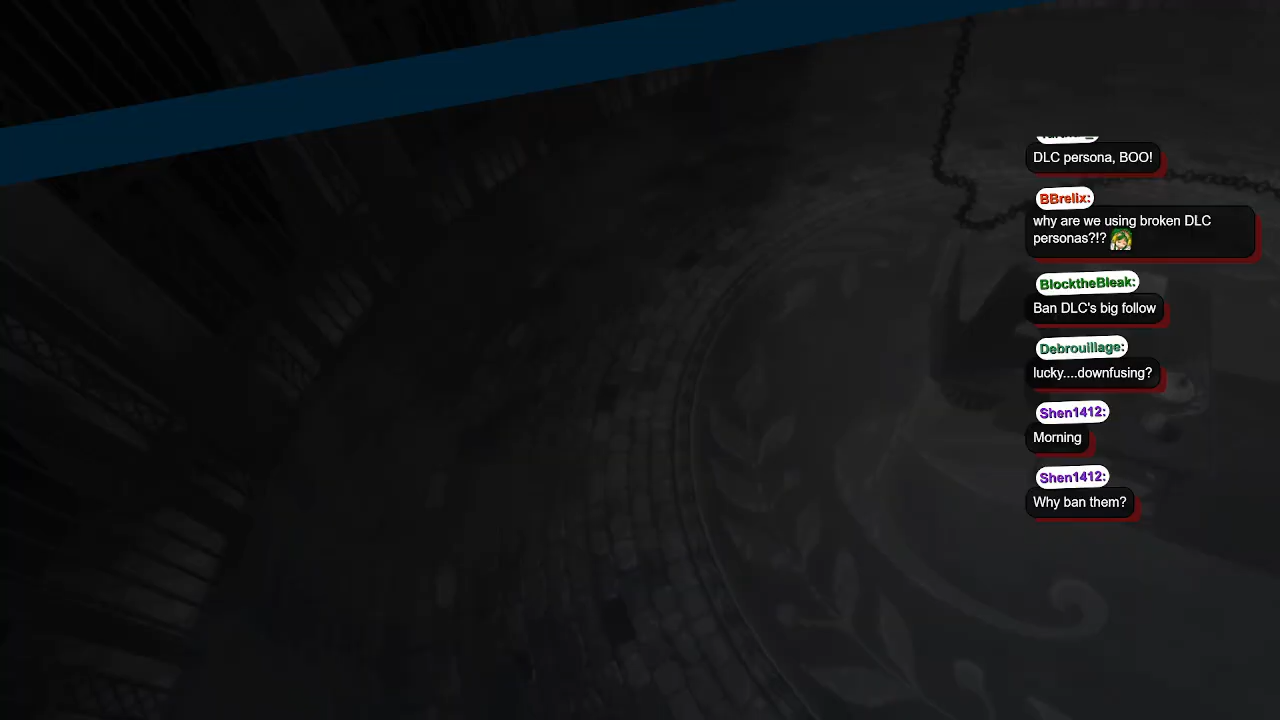 DLC persona, BOO!
BBrelix:
why are we using broken DLC
personas?!?
BlocktheBleak:
Ban DLC's big follow
Debrouillage:
lucky....downfusing?
Shen1412:
Morning
Shen1412:
Why ban them?